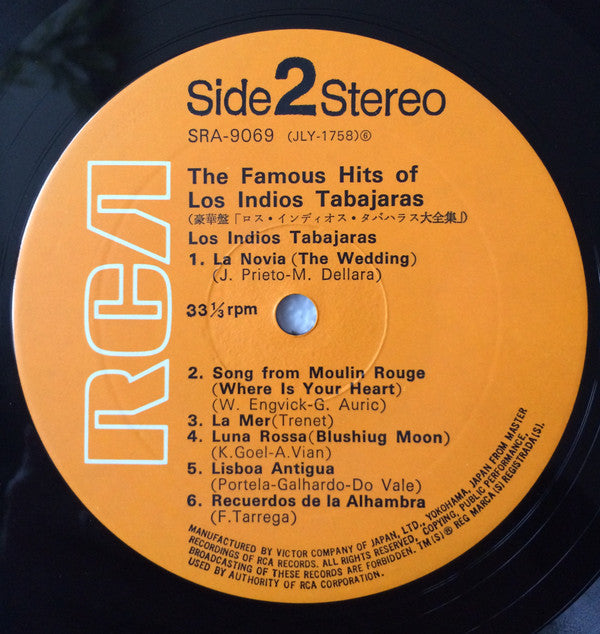 RCA
Side 2 Stereo
SRA-9069 (JLY-1758)⑥
The Famous Hits of
Los Indios Tabajaras
(豪華盤「ロス・インディオス・タバハラス大全集」)
Los Indios Tabajaras
1. La Novia (The Wedding)
(J. Prieto-M. Dellara)
33 1/3 rpm
2. Song from Moulin Rouge
(Where Is Your Heart)
(W. Engvick-G. Auric)
3. La Mer(Trenet)
4. Luna Rossa(Blushiug Moon)
(K.Goel-A.Vian)
5. Lisboa Antigua
(Portela-Galhardo-Do Vale)
6. Recuerdos de la Alhambra
(F.Tarrega)
MANUFACTURED BY VICTOR COMPANY OF JAPAN, LTD., YOKOHAMA, JAPAN FROM MASTER
RECORDINGS OF RCA RECORDS. ALL RIGHTS RESERVED, COPYING, PUBLIC PERFORMANCE,
BROADCASTING OF THESE RECORDS ARE FORBIDDEN. TM(S)® REG MARCA(S) REGISTRADA(S).
USED BY AUTHORITY OF RCA CORPORATION.